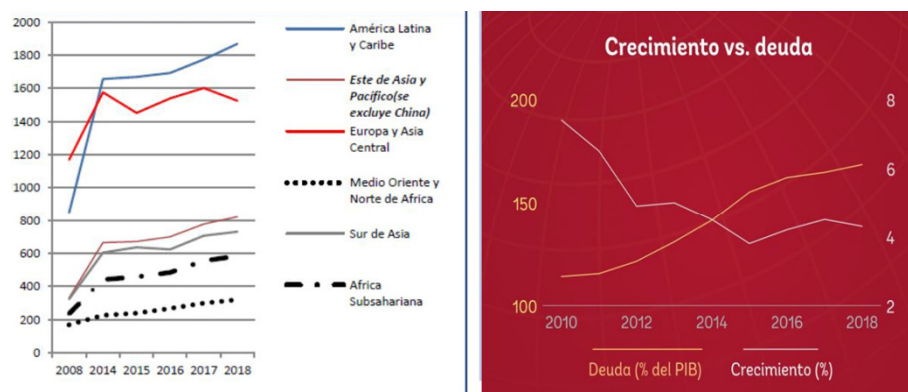 2000
1800
1600
1400
1200
1000
800
600
400
200
0
2008 2014 2015 2016 2017 2018
América Latina
y Caribe
Este de Asia y
Pacífico(se
excluye China)
Europa y Asia
Central
Medio Oriente y
Norte de Africa
Sur de Asia
Africa
Subsahariana
Crecimiento vs. deuda
200 8
6
150
4
100 2
2010 2012 2014 2016 2018
Deuda (% del PIB) Crecimiento (%)